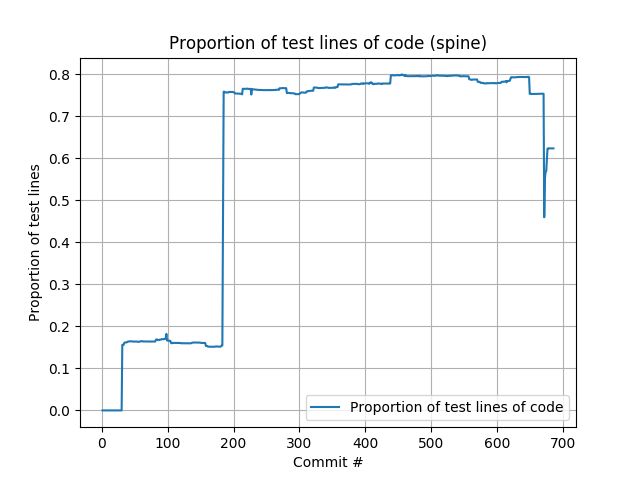 Proportion of test lines of code (spine)
Proportion of test lines
0.8
0.7
0.6
0.5
0.4
0.3
0.2
0.1
0.0
Proportion of test lines of code
0 100 200 300 400 500 600 700
Commit #